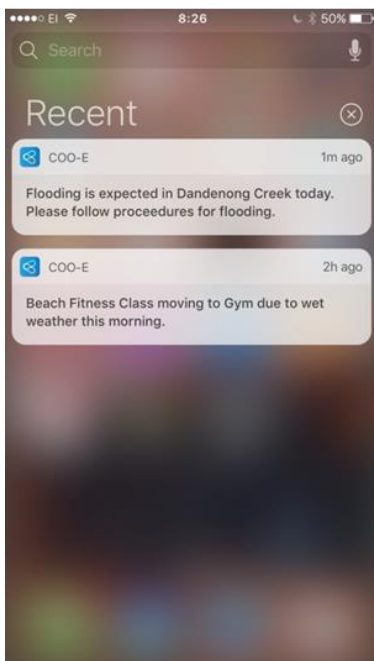 EI 8:26 50%
Search
Recent
COO-E 1m ago
Flooding is expected in Dandenong Creek today.
Please follow proceedures for flooding.
COO-E 2h ago
Beach Fitness Class moving to Gym due to wet
weather this morning.